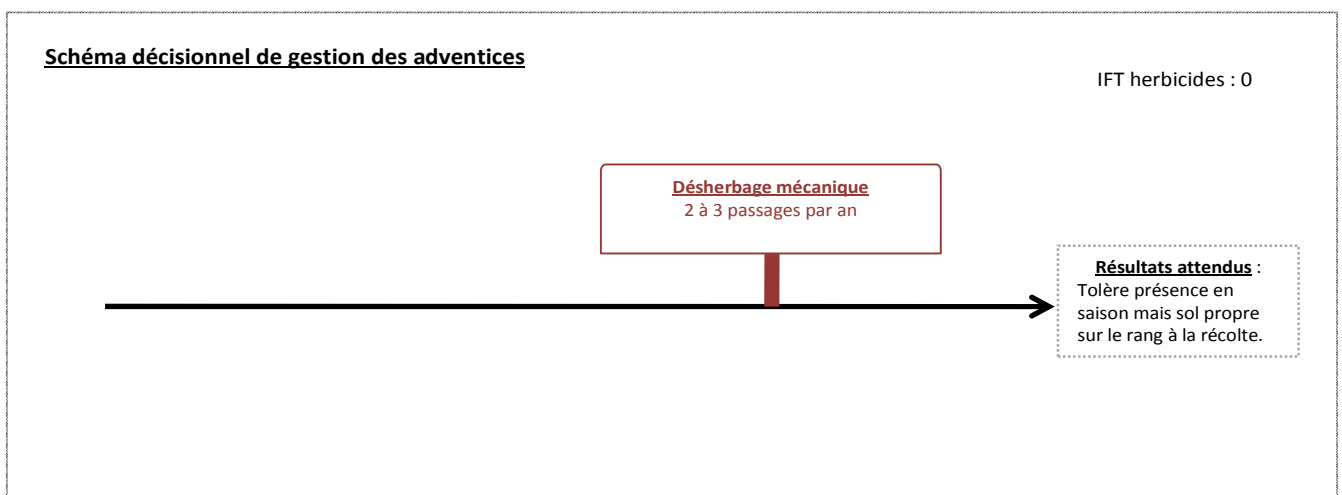 Schéma décisionnel de gestion des adventices
IFT herbicides : 0
Désherbage mécanique
2 à 3 passages par an
Résultats attendus :
Tolère présence en
saison mais sol propre
sur le rang à la récolte.